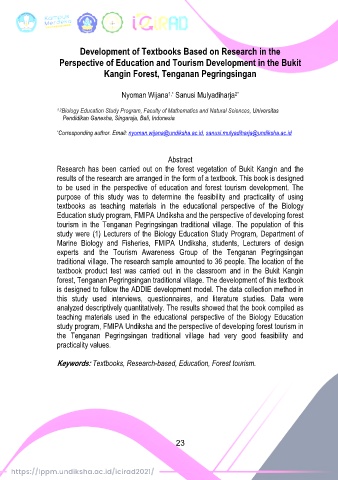 Kampus
Merdeka
iCiRAD
Development of Textbooks Based on Research in the
Perspective of Education and Tourism Development in the Bukit
Kangin Forest, Tenganan Pegringsingan
Nyoman Wijana1,* Sanusi Mulyadiharja2*
1,2Biology Education Study Program, Faculty of Mathematics and Natural Sciences, Universitas
Pendidikan Ganesha, Singaraja, Bali, Indonesia
*Corresponding author. Email: nyoman.wijana@undiksha.ac.id, sanusi.mulyadiharja@undiksha.ac.id
Abstract
Research has been carried out on the forest vegetation of Bukit Kangin and the
results of the research are arranged in the form of a textbook. This book is designed
to be used in the perspective of education and forest tourism development. The
purpose of this study was to determine the feasibility and practicality of using
textbooks as teaching materials in the educational perspective of the Biology
Education study program, FMIPA Undiksha and the perspective of developing forest
tourism in the Tenganan Pegringsingan traditional village. The population of this
study were (1) Lecturers of the Biology Education Study Program, Department of
Marine Biology and Fisheries, FMIPA Undiksha, students, Lecturers of design
experts and the Tourism Awareness Group of the Tenganan Pegringsingan
traditional village. The research sample amounted to 36 people. The location of the
textbook product test was carried out in the classroom and in the Bukit Kangin
forest, Tenganan Pegringsingan traditional village. The development of this textbook
is designed to follow the ADDIE development model. The data collection method in
this study used interviews, questionnaires, and literature studies. Data were
analyzed descriptively quantitatively. The results showed that the book compiled as
teaching materials used in the educational perspective of the Biology Education
study program, FMIPA Undiksha and the perspective of developing forest tourism in
the Tenganan Pegringsingan traditional village had very good feasibility and
practicality values.
Keywords: Textbooks, Research-based, Education, Forest tourism.
23
https://lppm.undiksha.ac.id/icirad2021/